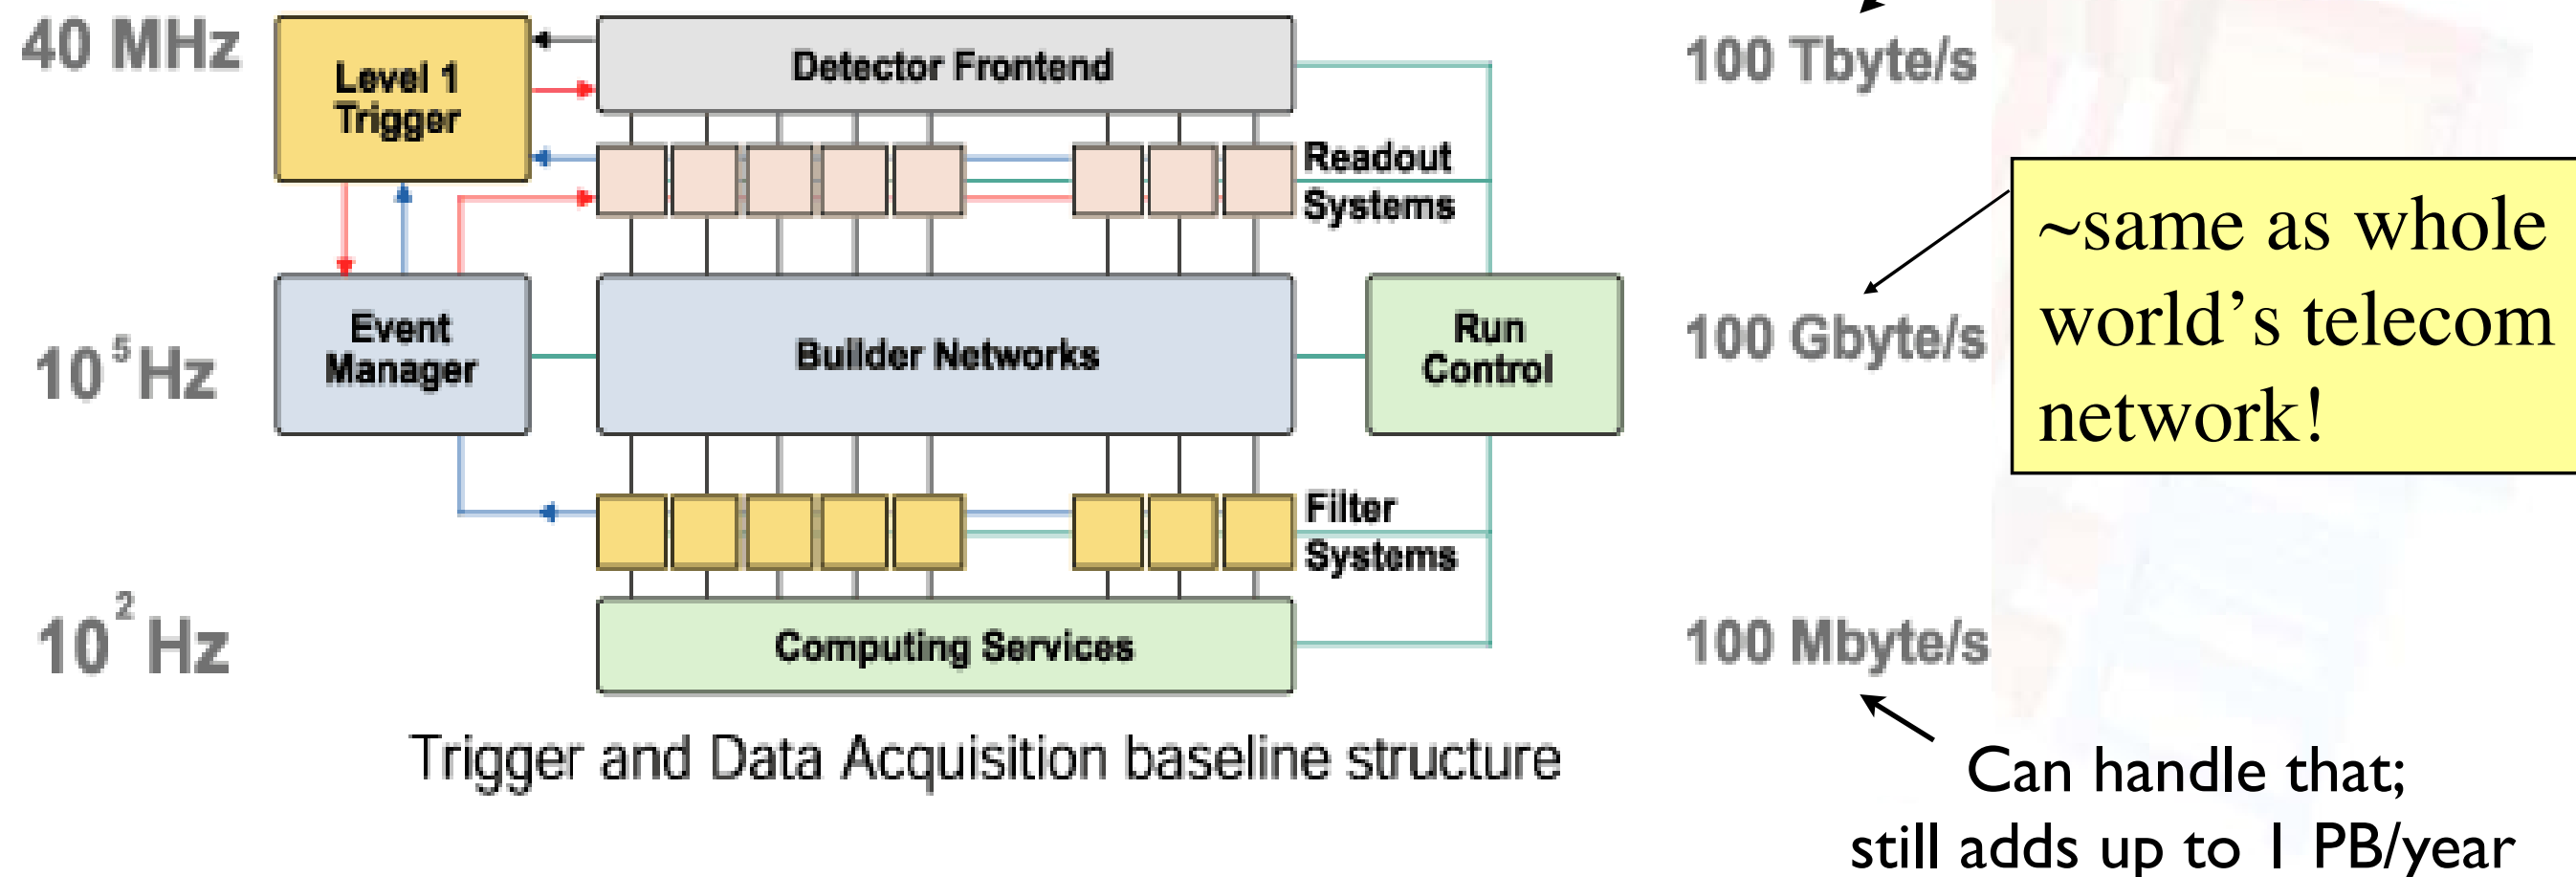 40 MHz
Level 1
Trigger
Detector Frontend
100 Tbyte/s
Readout
Systems
~same as whole
world's telecom
network!
10⁵ Hz
Event
Manager
Builder Networks
Run
Control
100 Gbyte/s
Filter
Systems
10² Hz
Computing Services
100 Mbyte/s
Trigger and Data Acquisition baseline structure
Can handle that;
still adds up to 1 PB/year